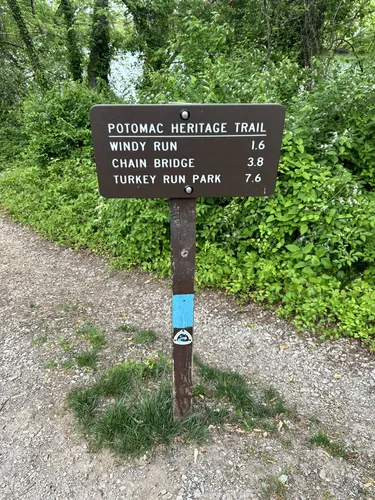 POTOMAC HERITAGE TRAIL
WINDY RUN 1.6
CHAIN BRIDGE 3.8
TURKEY RUN PARK 7.6